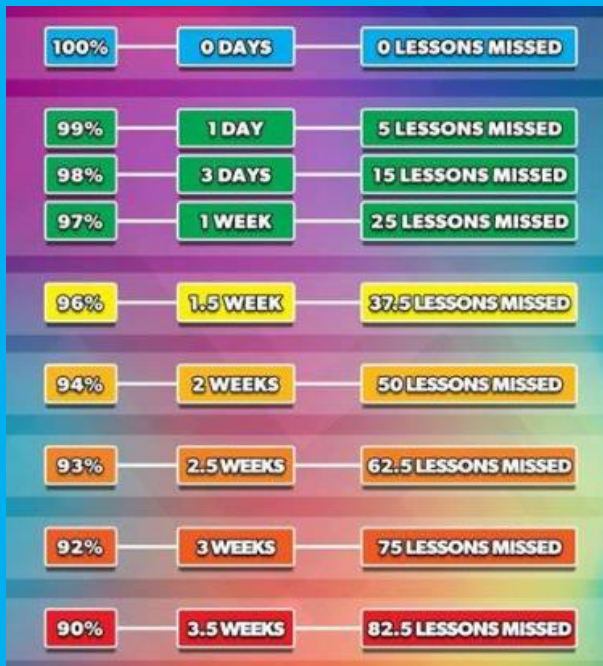 100% 0 DAYS 0 LESSONS MISSED
99% 1 DAY 5 LESSONS MISSED
98% 3 DAYS 15 LESSONS MISSED
97% 1 WEEK 25 LESSONS MISSED
96% 1.5 WEEK 37.5 LESSONS MISSED
94% 2 WEEKS 50 LESSONS MISSED
93% 2.5 WEEKS 62.5 LESSONS MISSED
92% 3 WEEKS 75 LESSONS MISSED
90% 3.5 WEEKS 82.5 LESSONS MISSED